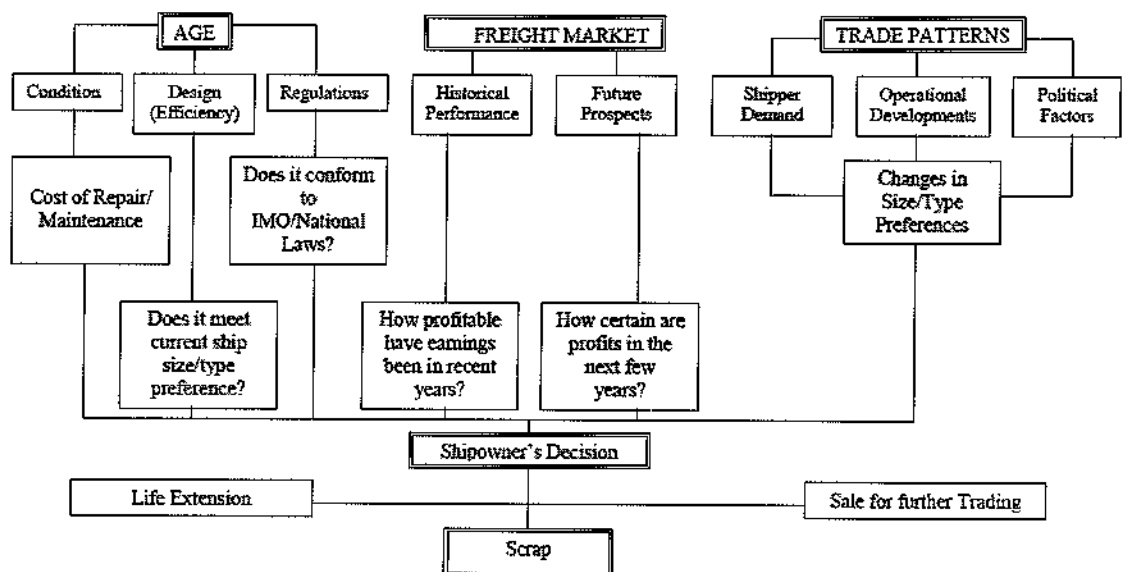 AGE
FREIGHT MARKET
TRADE PATTERNS
Condition
Design
(Efficiency)
Regulations
Historical
Performance
Future
Prospects
Shipper
Demand
Operational
Developments
Political
Factors
Cost of Repair/
Maintenance
Does it conform
to
IMO/National
Laws?
Changes in
Size/Type
Preferences
Does it meet
current ship
size/type
preference?
How profitable
have earnings
been in recent
years?
How certain are
profits in the
next few
years?
Shipowner's Decision
Life Extension
Sale for further Trading
Scrap